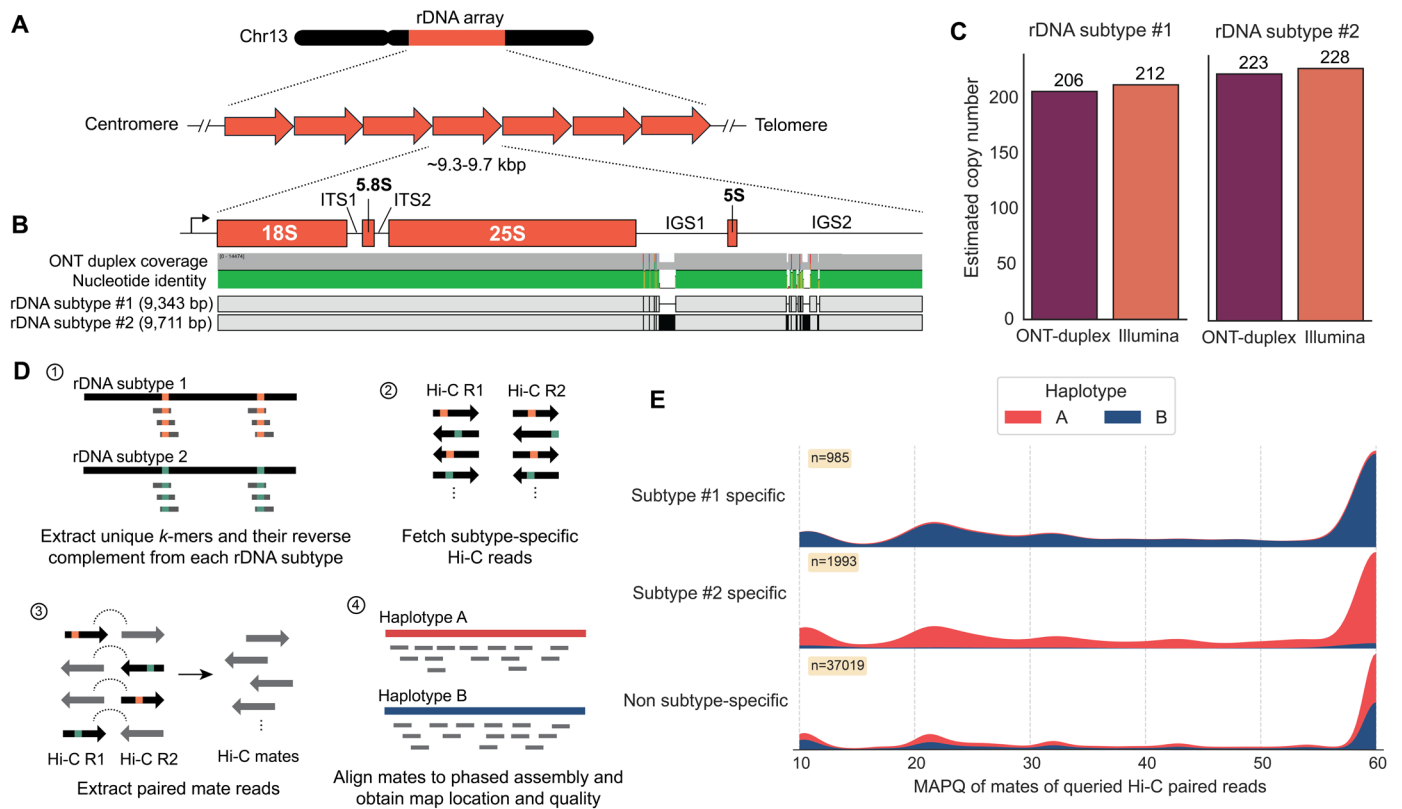 A
rDNA array
Chr13
Centromere
Telomere
~9.3-9.7 kbp
B
ITS1
5.8S
ITS2
5S
18S
25S
IGS1
IGS2
ONT duplex coverage
[0 - 14474]
Nucleotide identity
rDNA subtype #1 (9,343 bp)
rDNA subtype #2 (9,711 bp)
C
rDNA subtype #1
rDNA subtype #2
Estimated copy number
200
150
100
50
0
206
212
223
228
ONT-duplex
Illumina
ONT-duplex
Illumina
D
1
rDNA subtype 1
rDNA subtype 2
Extract unique k-mers and their reverse
complement from each rDNA subtype
2
Hi-C R1
Hi-C R2
Fetch subtype-specific
Hi-C reads
3
Hi-C R1
Hi-C R2
Hi-C mates
Extract paired mate reads
4
Haplotype A
Haplotype B
Align mates to phased assembly and
obtain map location and quality
E
Haplotype
A
B
n=985
Subtype #1 specific
n=1993
Subtype #2 specific
n=37019
Non subtype-specific
10
20
30
40
50
60
MAPQ of mates of queried Hi-C paired reads